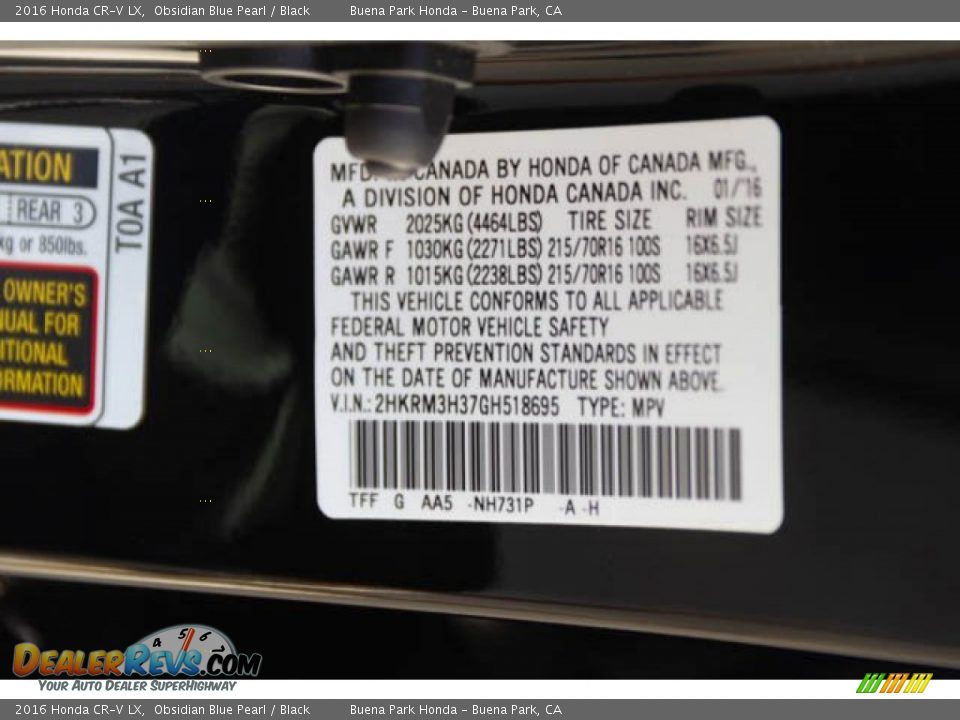 2016 Honda CR-V LX, Obsidian Blue Pearl / Black Buena Park Honda - Buena Park, CA
ATION
REAR 3
kg or 850lbs.
T0A A1
OWNER'S
UAL FOR
ITIONAL
ORMATION
MFD. CANADA BY HONDA OF CANADA MFG.,
A DIVISION OF HONDA CANADA INC. 01/16
GVWR 2025KG(4464LBS) TIRE SIZE RIM SIZE
GAWR F 1030KG(2271LBS) 215/70R16 100S 16X6.5J
GAWR R 1015KG(2238LBS) 215/70R16 100S 16X6.5J
THIS VEHICLE CONFORMS TO ALL APPLICABLE
FEDERAL MOTOR VEHICLE SAFETY
AND THEFT PREVENTION STANDARDS IN EFFECT
ON THE DATE OF MANUFACTURE SHOWN ABOVE.
V.I.N.: 2HKRM3H37GH518695 TYPE: MPV
TFF G AA5 -NH731P -A -H
4 5 6
DEALERREVS.COM
YOUR AUTO DEALER SUPERHIGHWAY
2016 Honda CR-V LX, Obsidian Blue Pearl / Black Buena Park Honda - Buena Park, CA